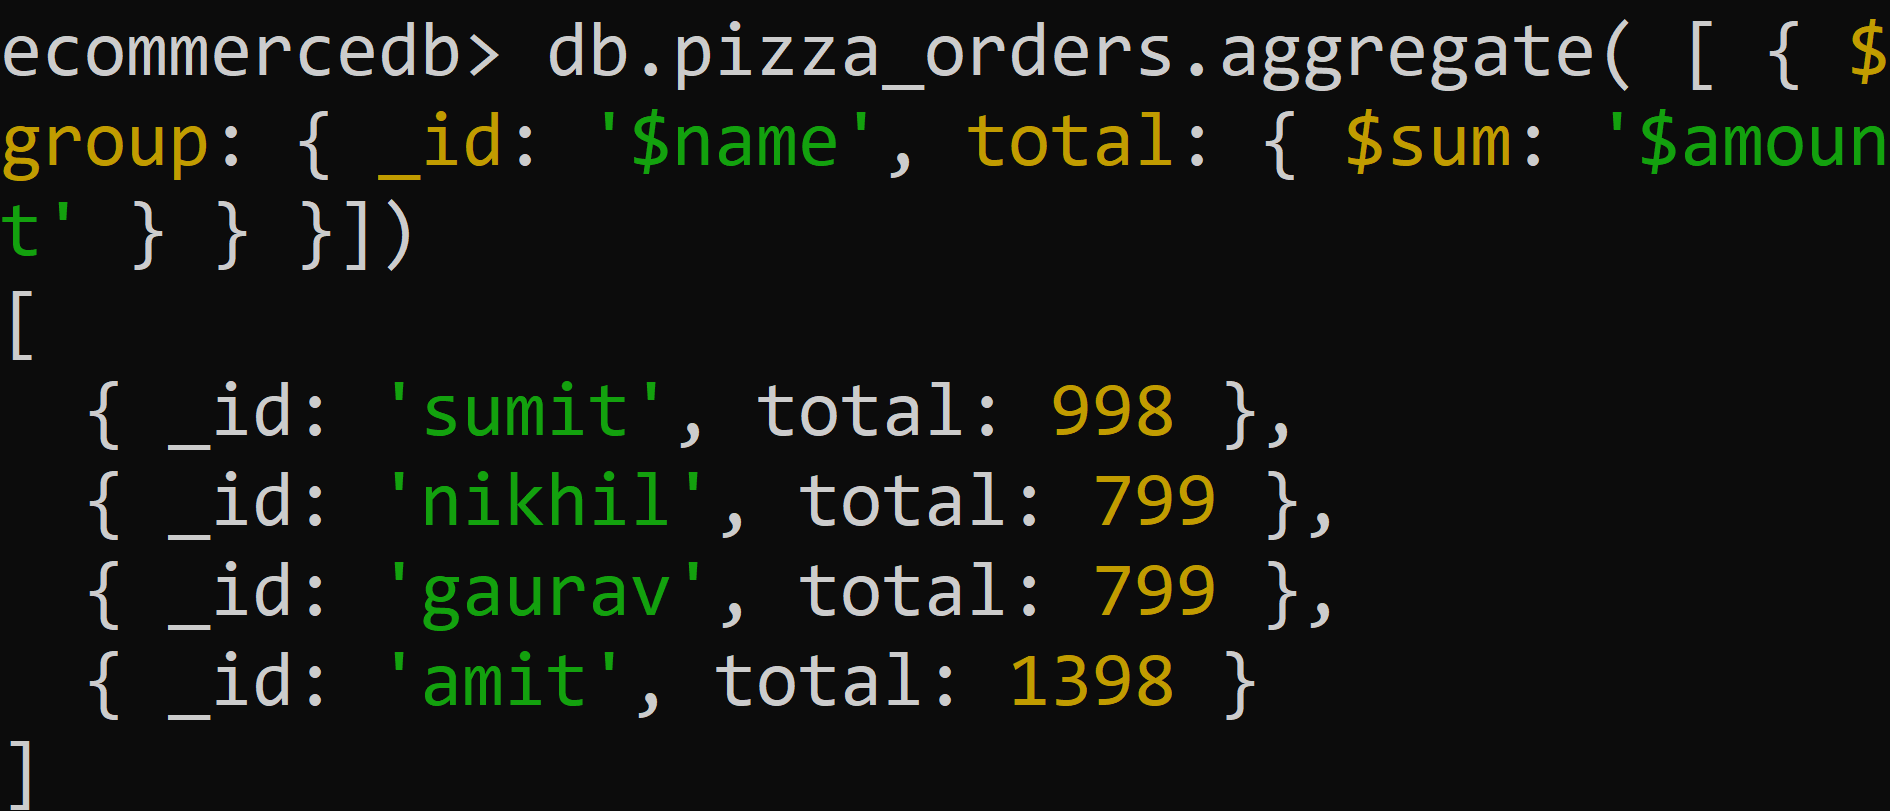 ecommercedb> db.pizza_orders.aggregate( [ { $
group: { _id: '$name', total: { $sum: '$amoun
t' } } }])
[
  { _id: 'sumit', total: 998 },
  { _id: 'nikhil', total: 799 },
  { _id: 'gaurav', total: 799 },
  { _id: 'amit', total: 1398 }
]